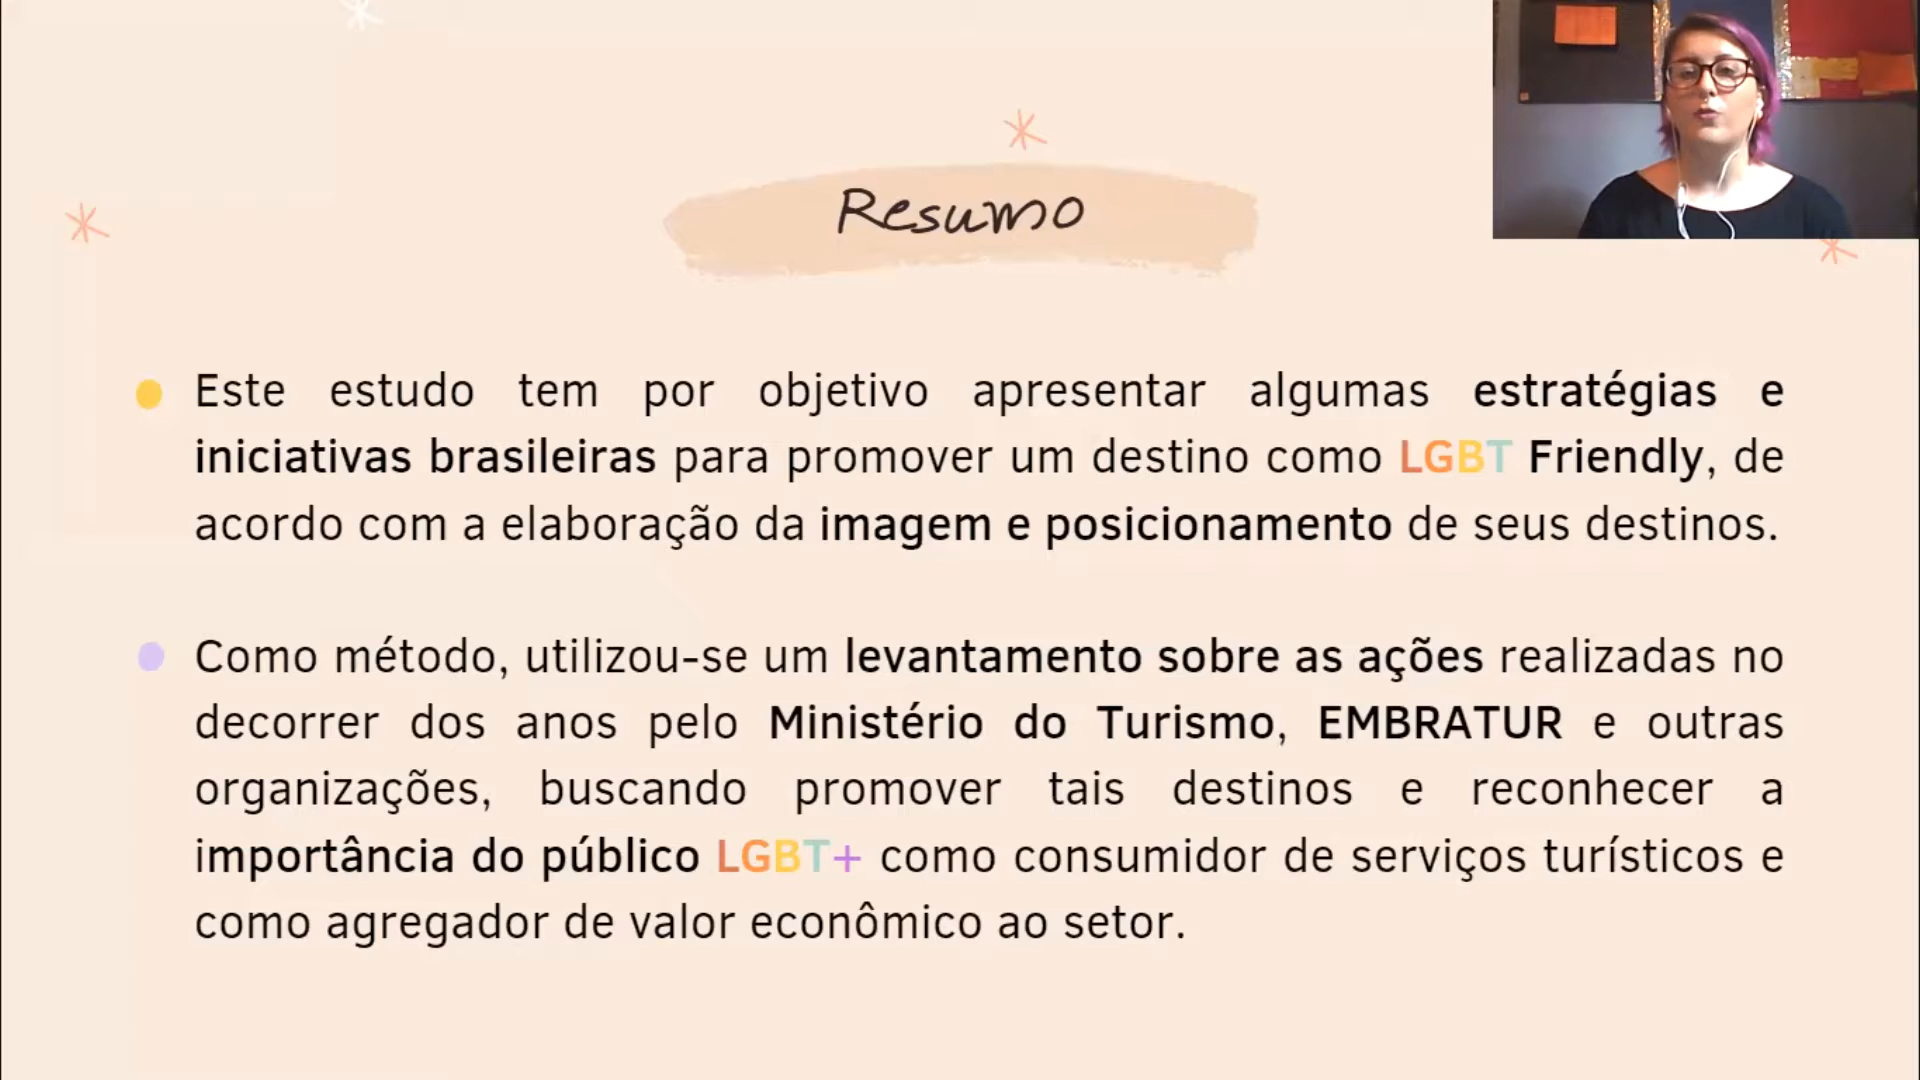 Resumo
Este estudo tem por objetivo apresentar algumas estratégias e
iniciativas brasileiras para promover um destino como LGBT Friendly, de
acordo com a elaboração da imagem e posicionamento de seus destinos.
Como método, utilizou-se um levantamento sobre as ações realizadas no
decorrer dos anos pelo Ministério do Turismo, EMBRATUR e outras
organizações, buscando promover tais destinos e reconhecer a
importância do público LGBT+ como consumidor de serviços turísticos e
como agregador de valor econômico ao setor.